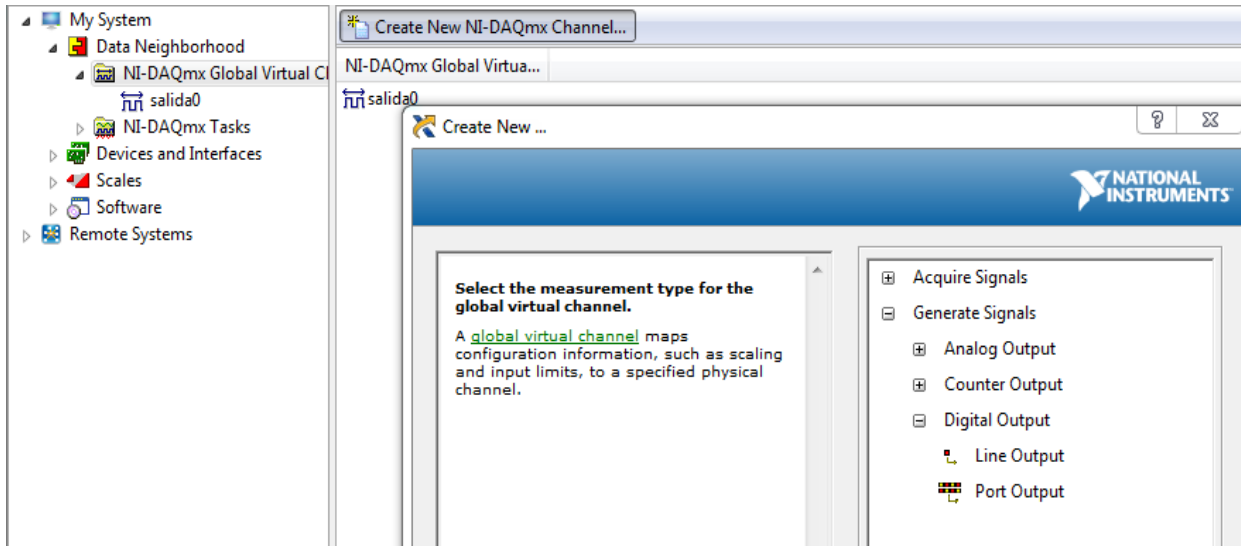 My System
Data Neighborhood
NI-DAQmx Global Virtual Cl
salida0
NI-DAQmx Tasks
Devices and Interfaces
Scales
Software
Remote Systems
Create New NI-DAQmx Channel...
NI-DAQmx Global Virtua...
salida0
Create New ...
NATIONAL
INSTRUMENTS
Select the measurement type for the
global virtual channel.
A global virtual channel maps
configuration information, such as scaling
and input limits, to a specified physical
channel.
Acquire Signals
Generate Signals
Analog Output
Counter Output
Digital Output
Line Output
Port Output